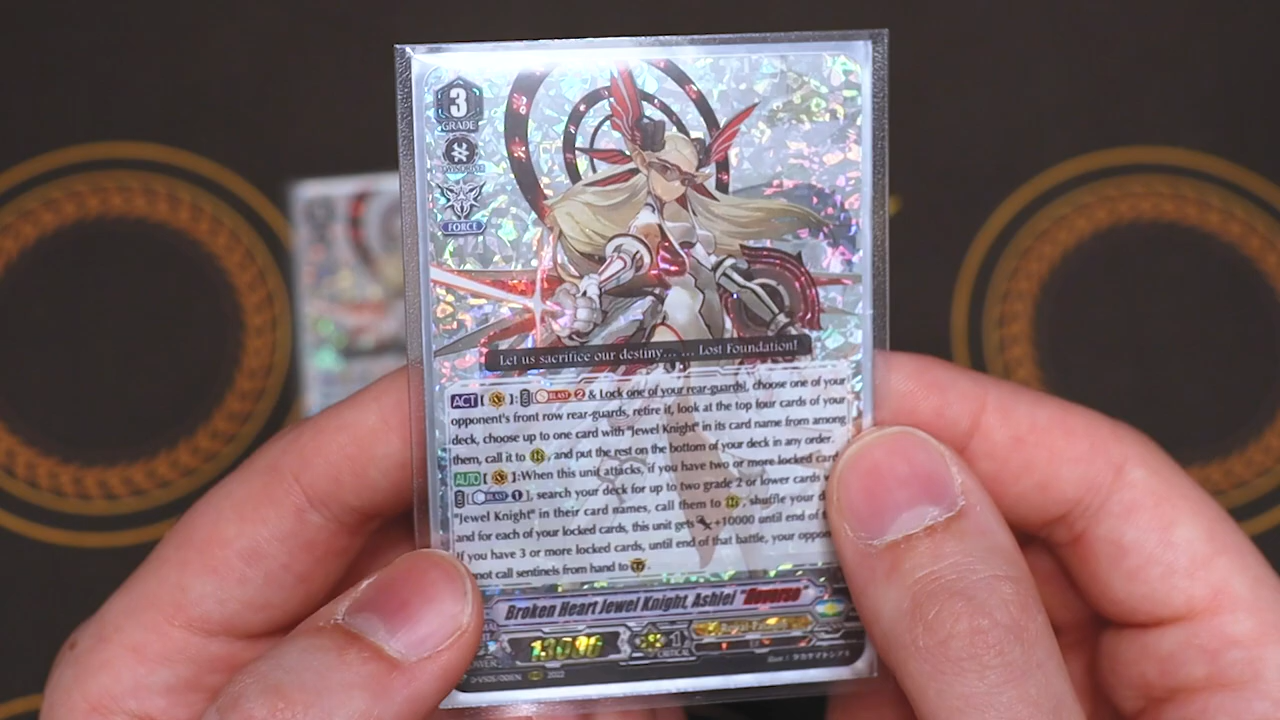 3
GRADE
FORCE
Let us sacrifice our destiny... ... Lost Foundation!
ACT [ ]: [ BLAST 2 & Lock one of your rear-guards], choose one of your
opponent's front row rear-guards, retire it, look at the top four cards of your
deck, choose up to one card with "Jewel Knight" in its card name from among
them, call it to , and put the rest on the bottom of your deck in any order.
AUTO [ ]:When this unit attacks, if you have two or more locked card
[ BLAST 1 ], search your deck for up to two grade 2 or lower cards
"Jewel Knight" in their card names, call them to , shuffle your d
and for each of your locked cards, this unit gets +10000 until end of
If you have 3 or more locked cards, until end of that battle, your oppon
not call sentinels from hand to .
Broken Heart Jewel Knight, Ashlei "Reverse"
13000
1
CRITICAL
2022